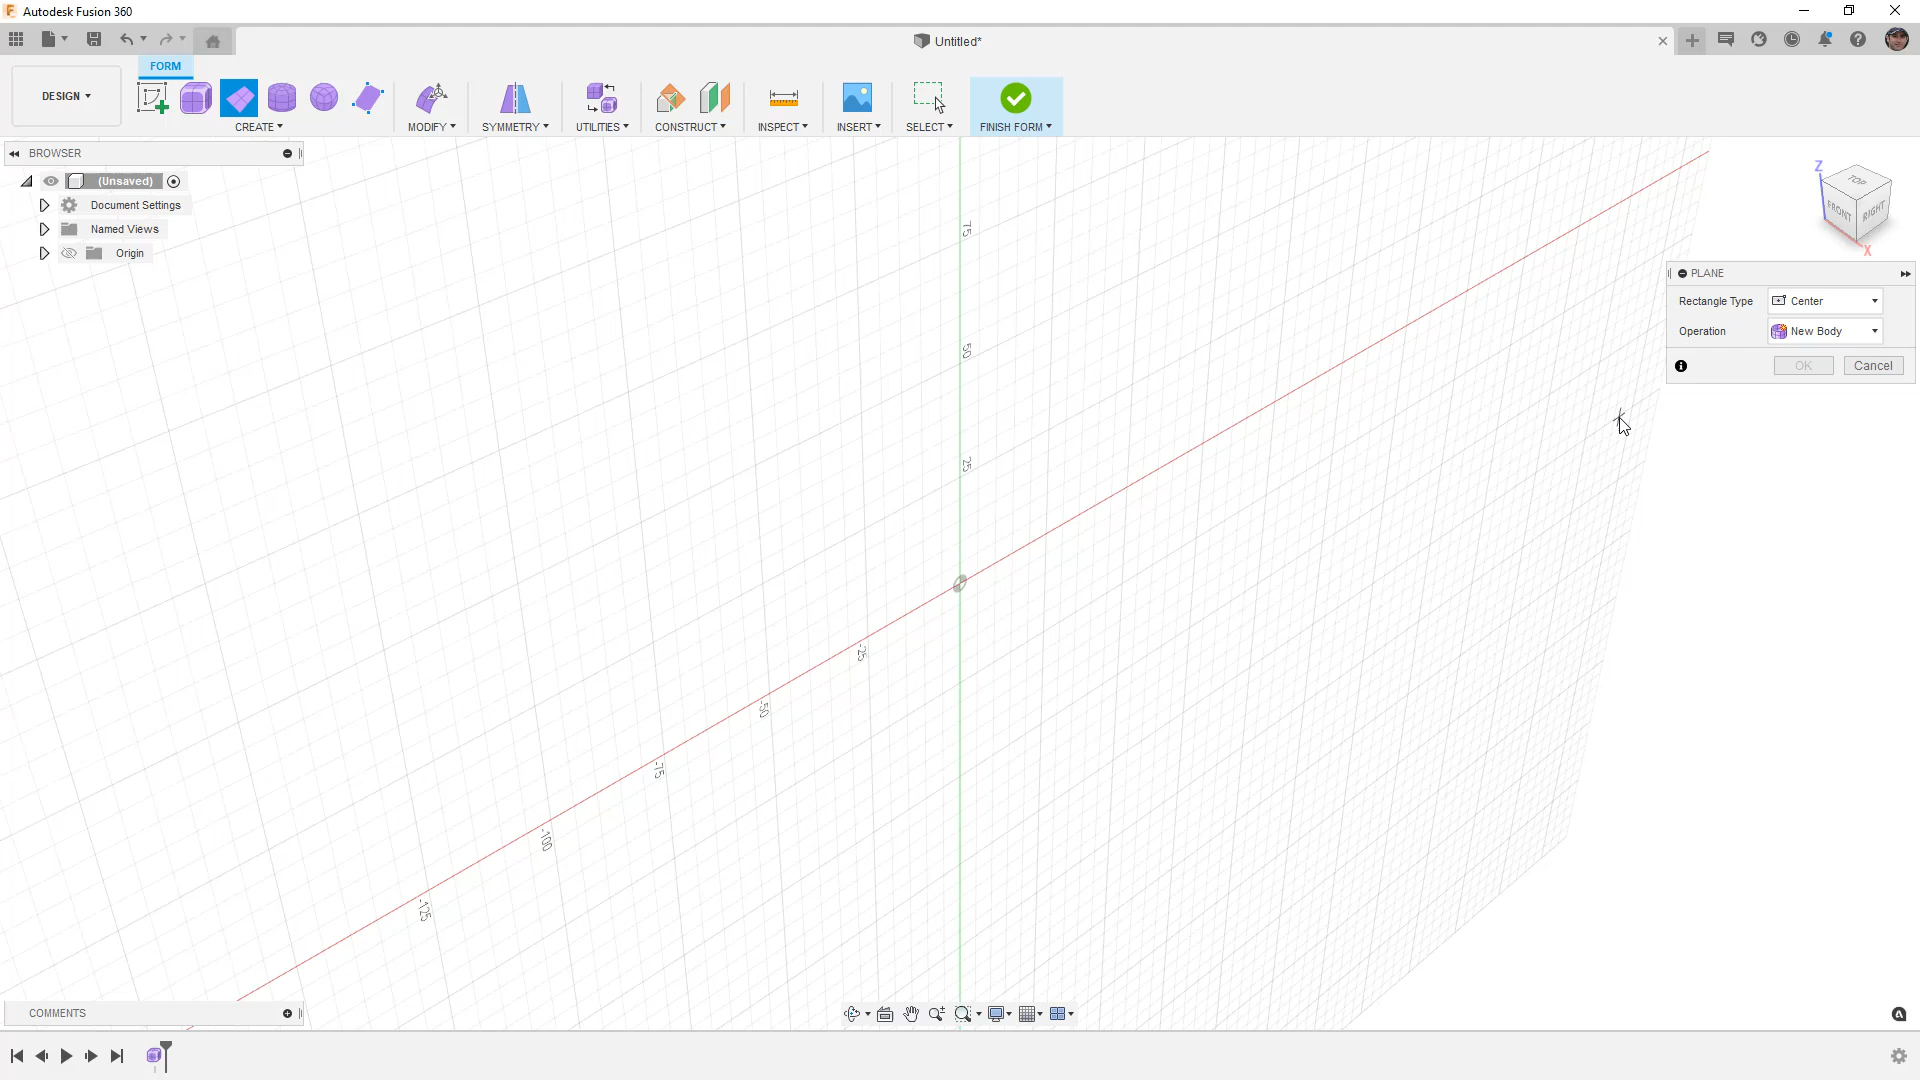 Autodesk Fusion 360
Untitled*
FORM
DESIGN
CREATE
MODIFY
SYMMETRY
UTILITIES
CONSTRUCT
INSPECT
INSERT
SELECT
FINISH FORM
BROWSER
(Unsaved)
Document Settings
Named Views
Origin
Z
TOP
FRONT
RIGHT
X
PLANE
Rectangle Type
Center
Operation
New Body
OK
Cancel
75
50
25
-25
-50
-75
-100
-125
COMMENTS